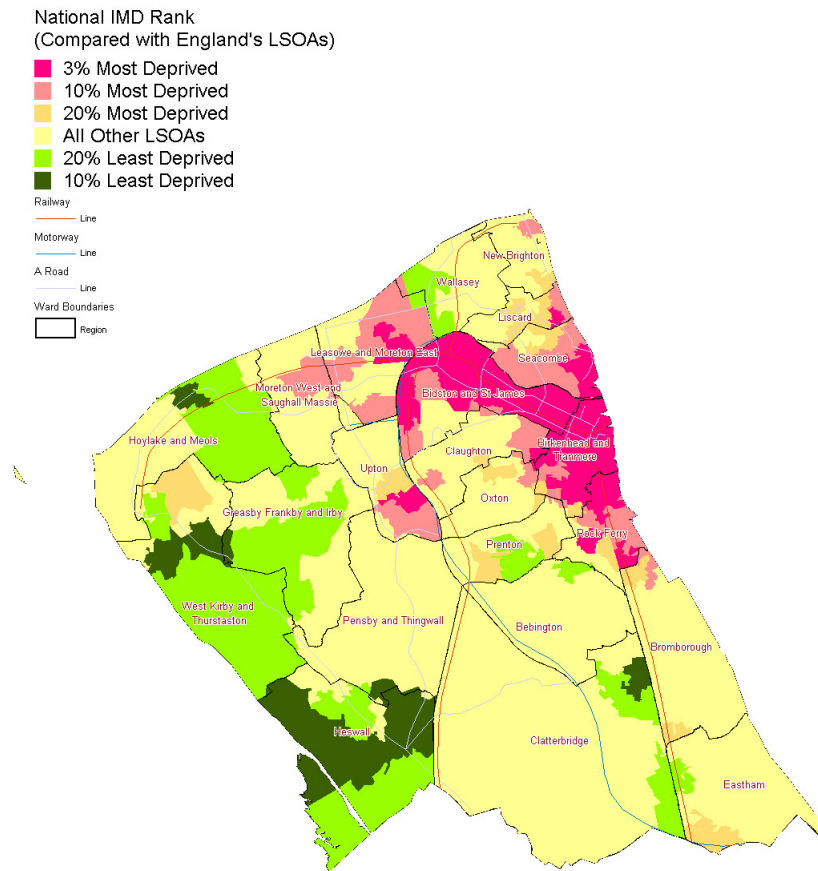 National IMD Rank
(Compared with England's LSOAs)
3% Most Deprived
10% Most Deprived
20% Most Deprived
All Other LSOAs
20% Least Deprived
10% Least Deprived
Railway
Line
Motorway
Line
A Road
Line
Ward Boundaries
Region
New Brighton
Wallasey
Liscard
Leasowe and Moreton East
Seacombe
Moreton West and
Saughall Massie
Bidston and St James
Hoylake and Meols
Birkenhead and
Tranmere
Claughton
Upton
Oxton
Greasby Frankby and Irby
Rock Ferry
Prenton
West Kirby and
Thurstaston
Pensby and Thingwall
Bebington
Bromborough
Heswall
Clatterbridge
Eastham